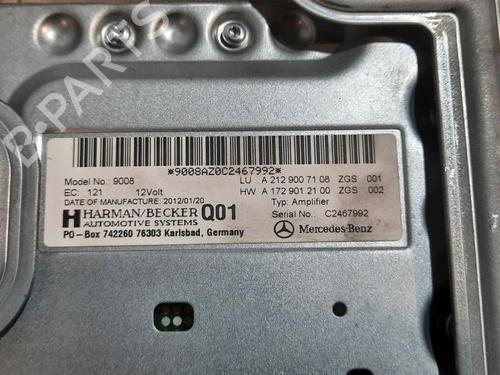 B-PARTS
*9008AZ0C2467992*
Model No.: 9008 LU A 212 900 71 08 ZGS 001
EC: 121 12Volt HW A 172 901 21 00 ZGS 002
DATE OF MANUFACTURE: 2012/01/20 Typ: Amplifier
HARMAN/BECKER Q01 Serial No.: C2467992
AUTOMOTIVE SYSTEMS
PO-Box 742260 76303 Karlsbad, Germany Mercedes-Benz